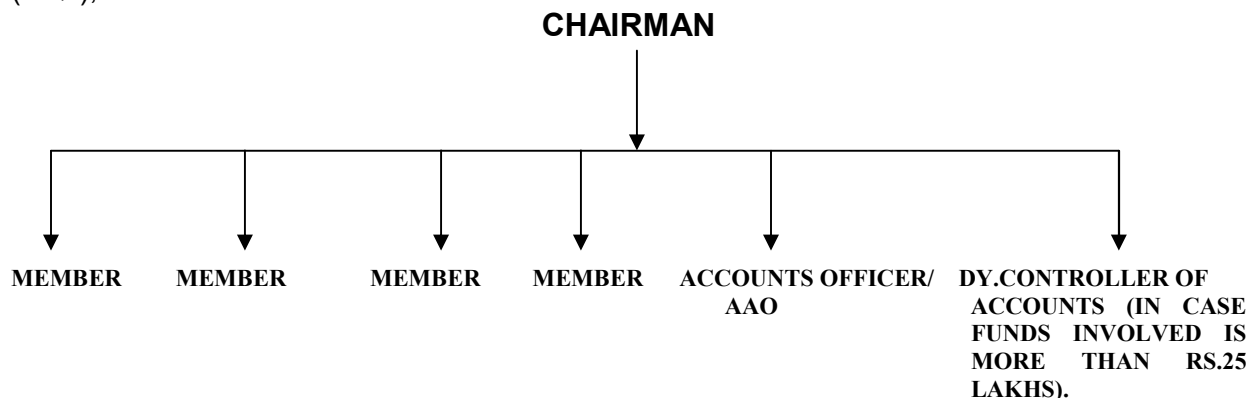 CHAIRMAN
MEMBER MEMBER MEMBER MEMBER ACCOUNTS OFFICER/ DY.CONTROLLER OF
AAO ACCOUNTS (IN CASE
FUNDS INVOLVED IS
MORE THAN RS.25
LAKHS).